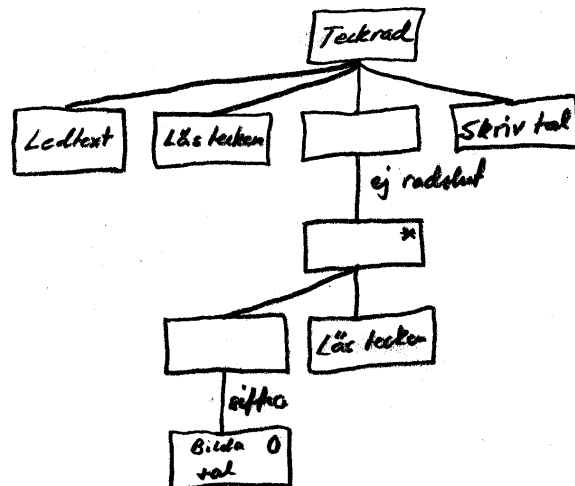 Teckrad
Ledtext
Läs tecken
Skriv tal
ej radslut
*
Läs tecken
siffra
Bilda 0
tal